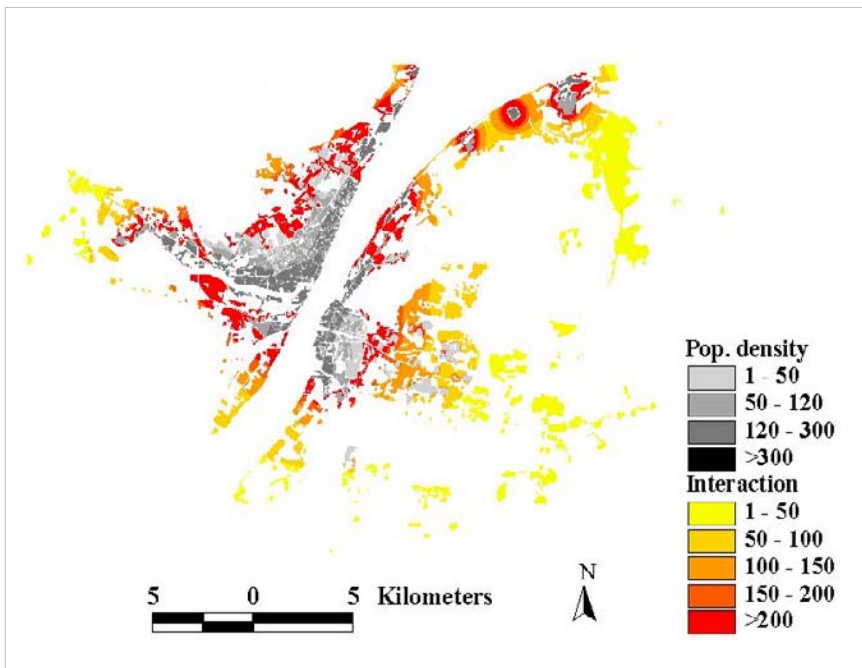 Pop. density
1 - 50
50 - 120
120 - 300
>300
Interaction
1 - 50
50 - 100
100 - 150
150 - 200
>200
5 0 5 Kilometers
N